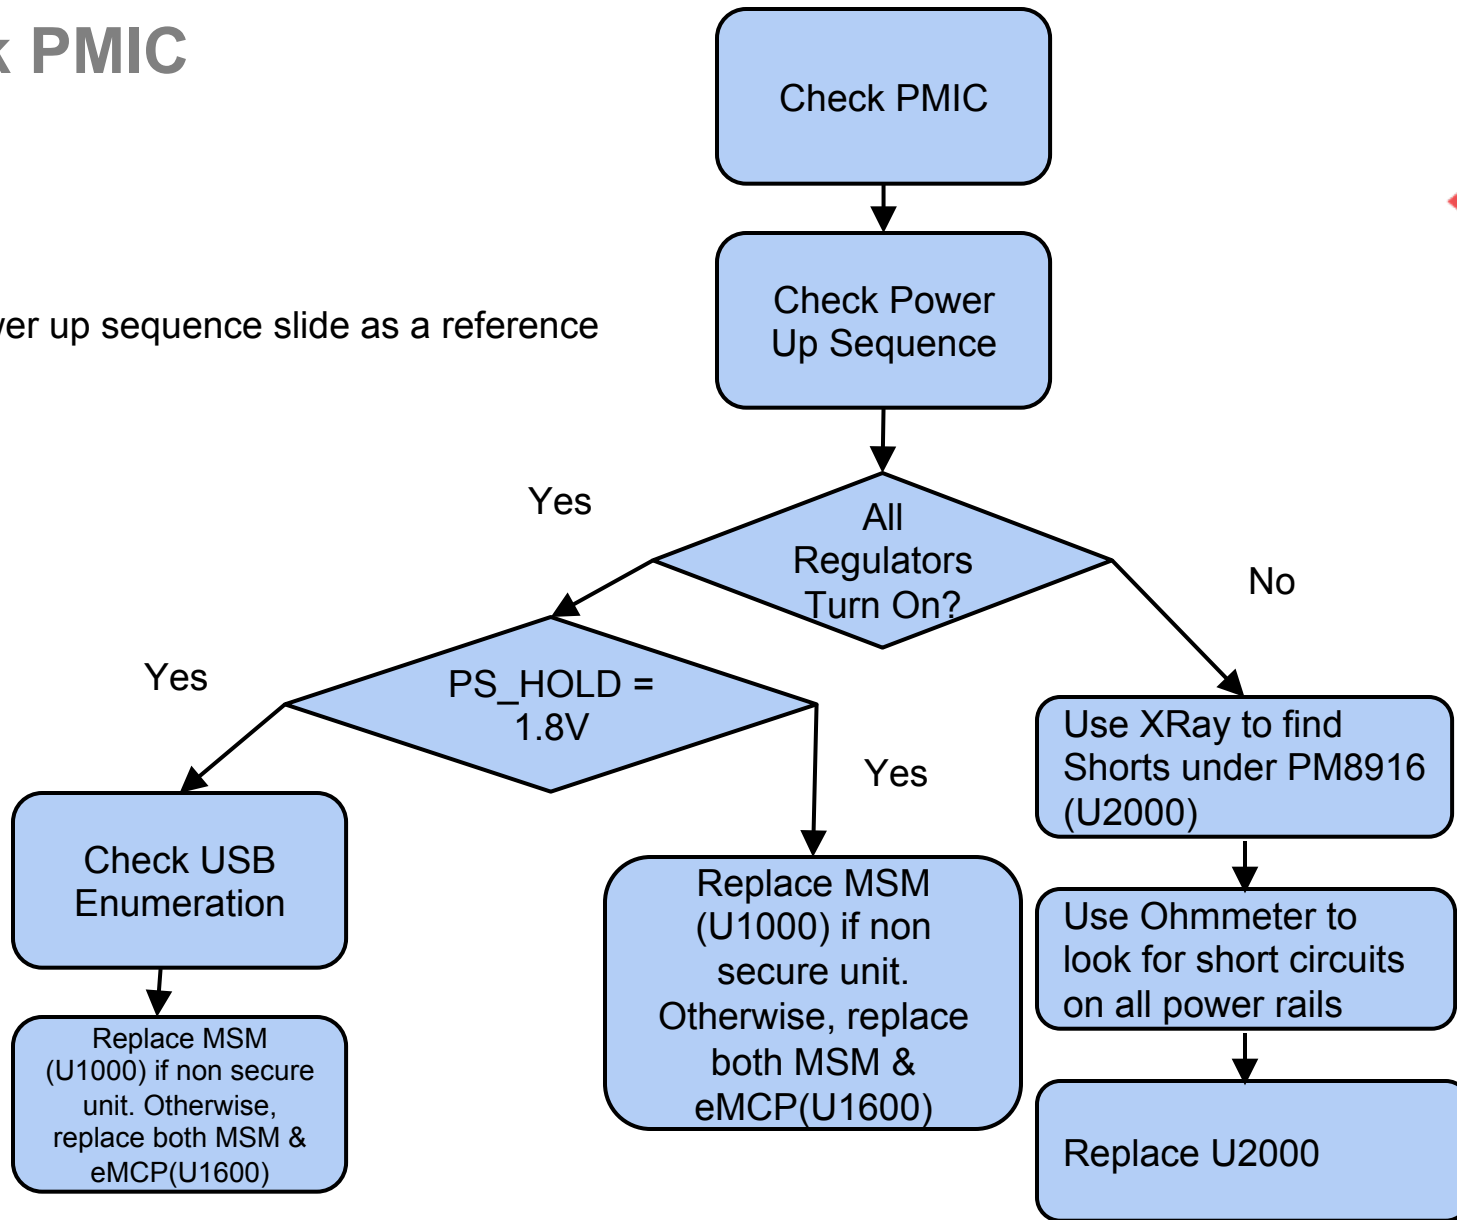 k PMIC
Check PMIC
wer up sequence slide as a reference
Check Power
Up Sequence
Yes
All
Regulators
Turn On?
No
Yes
PS_HOLD =
1.8V
Yes
Use XRay to find
Shorts under PM8916
(U2000)
Check USB
Enumeration
Replace MSM
(U1000) if non
secure unit.
Otherwise, replace
both MSM &
eMCP(U1600)
Use Ohmmeter to
look for short circuits
on all power rails
Replace MSM
(U1000) if non secure
unit. Otherwise,
replace both MSM &
eMCP(U1600)
Replace U2000